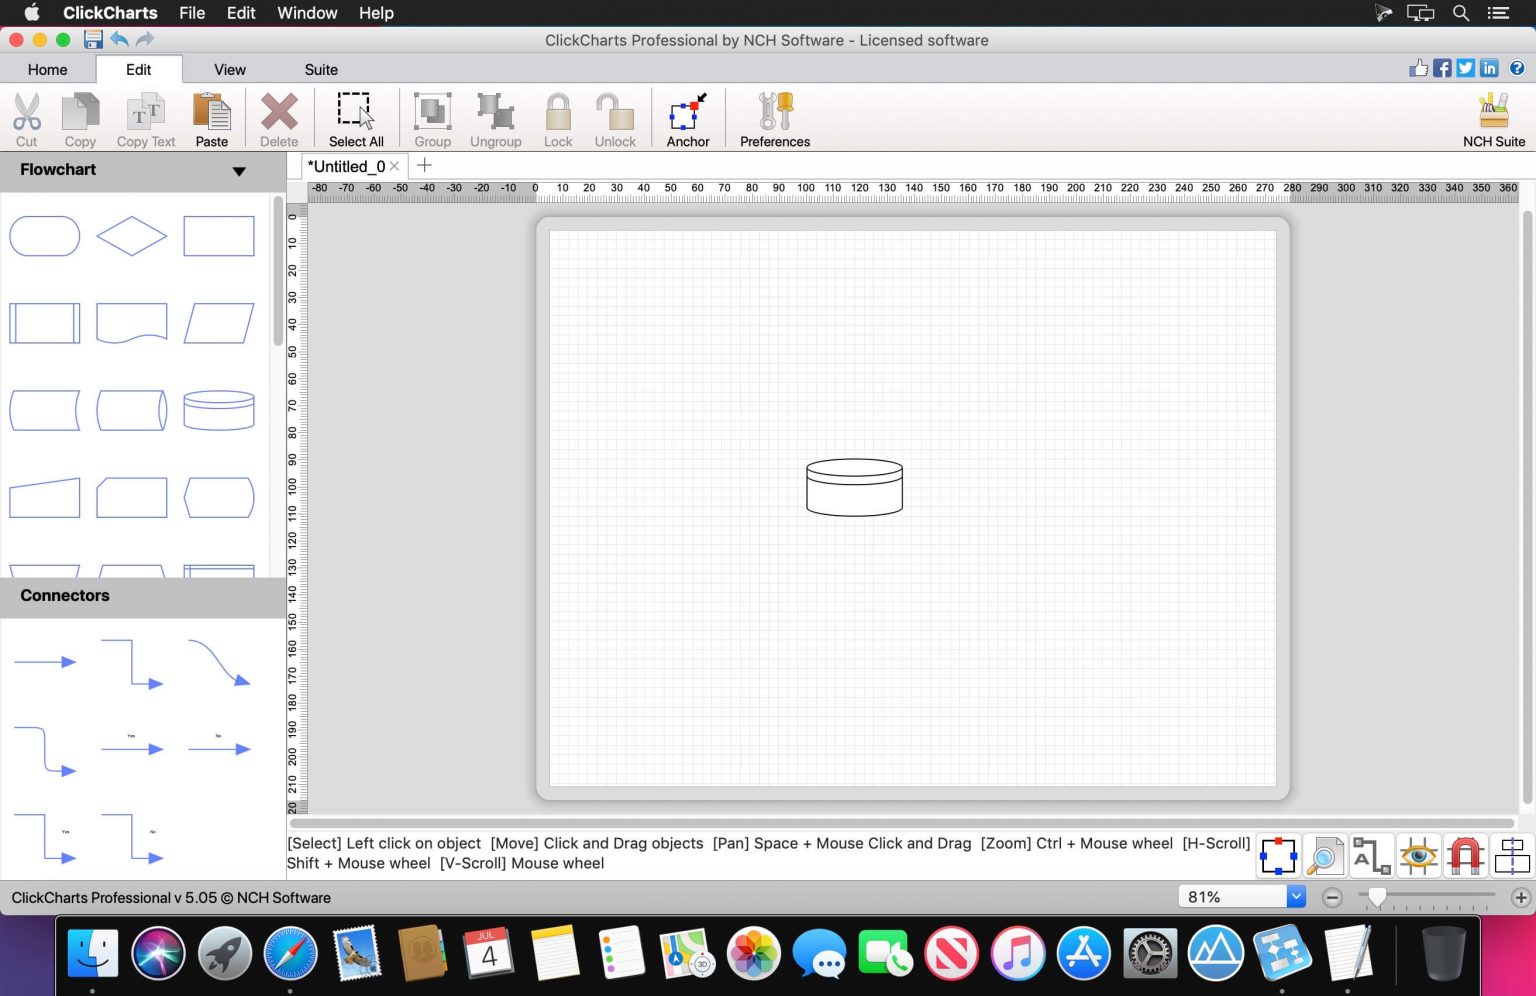 ClickCharts File Edit Window Help
ClickCharts Professional by NCH Software - Licensed software
Home Edit View Suite
Cut Copy Copy Text Paste Delete Select All Group Ungroup Lock Unlock Anchor Preferences NCH Suite
Flowchart
*Untitled_0
-80 -70 -60 -50 -40 -30 -20 -10 0 10 20 30 40 50 60 70 80 90 100 110 120 130 140 150 160 170 180 190 200 210 220 230 240 250 260 270 280 290 300 310 320 330 340 350 360
0 10 20 30 40 50 60 70 80 90 100 110 120 130 140 150 160 170 180 190 200 210 20
Connectors
Yes No
Yes No
[Select] Left click on object [Move] Click and Drag objects [Pan] Space + Mouse Click and Drag [Zoom] Ctrl + Mouse wheel [H-Scroll]
Shift + Mouse wheel [V-Scroll] Mouse wheel
ClickCharts Professional v 5.05 © NCH Software
81%
JUL
4
3D